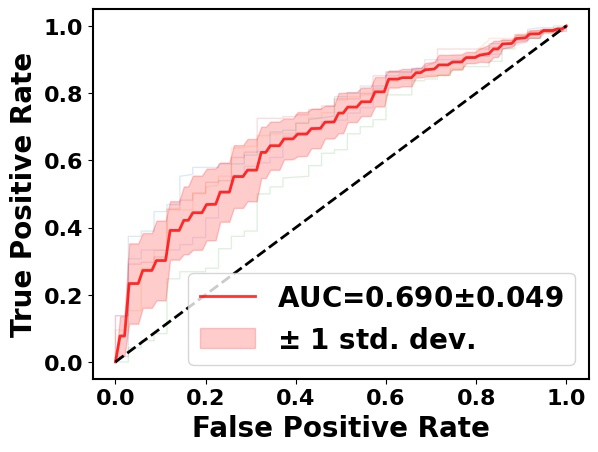 1.0
0.8
0.6
0.4
0.2
0.0
True Positive Rate
AUC=0.690±0.049
± 1 std. dev.
0.0 0.2 0.4 0.6 0.8 1.0
False Positive Rate